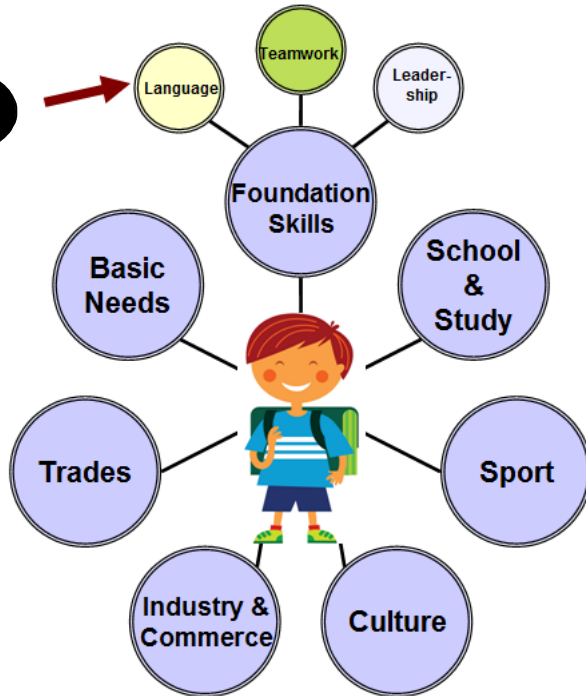 Teamwork
Language
Leader-
ship
Foundation
Skills
Basic
Needs
School
&
Study
Trades
Sport
Industry &
Commerce
Culture